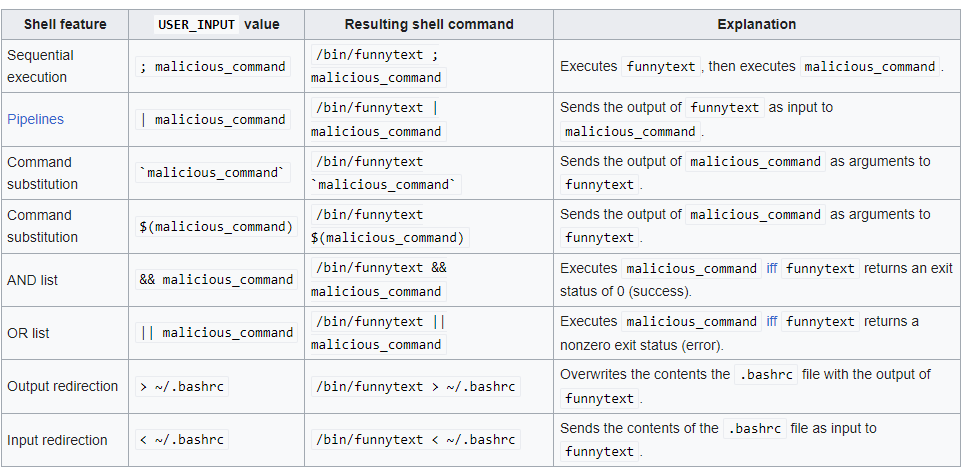 Shell feature USER_INPUT value Resulting shell command Explanation
Sequential execution ; malicious_command /bin/funnytext ; malicious_command Executes funnytext , then executes malicious_command .
Pipelines | malicious_command /bin/funnytext | malicious_command Sends the output of funnytext as input to malicious_command .
Command substitution `malicious_command` /bin/funnytext `malicious_command` Sends the output of malicious_command as arguments to funnytext .
Command substitution $(malicious_command) /bin/funnytext $(malicious_command) Sends the output of malicious_command as arguments to funnytext .
AND list && malicious_command /bin/funnytext && malicious_command Executes malicious_command iff funnytext returns an exit status of 0 (success).
OR list || malicious_command /bin/funnytext || malicious_command Executes malicious_command iff funnytext returns a nonzero exit status (error).
Output redirection > ~/.bashrc /bin/funnytext > ~/.bashrc Overwrites the contents the .bashrc file with the output of funnytext .
Input redirection < ~/.bashrc /bin/funnytext < ~/.bashrc Sends the contents of the .bashrc file as input to funnytext .